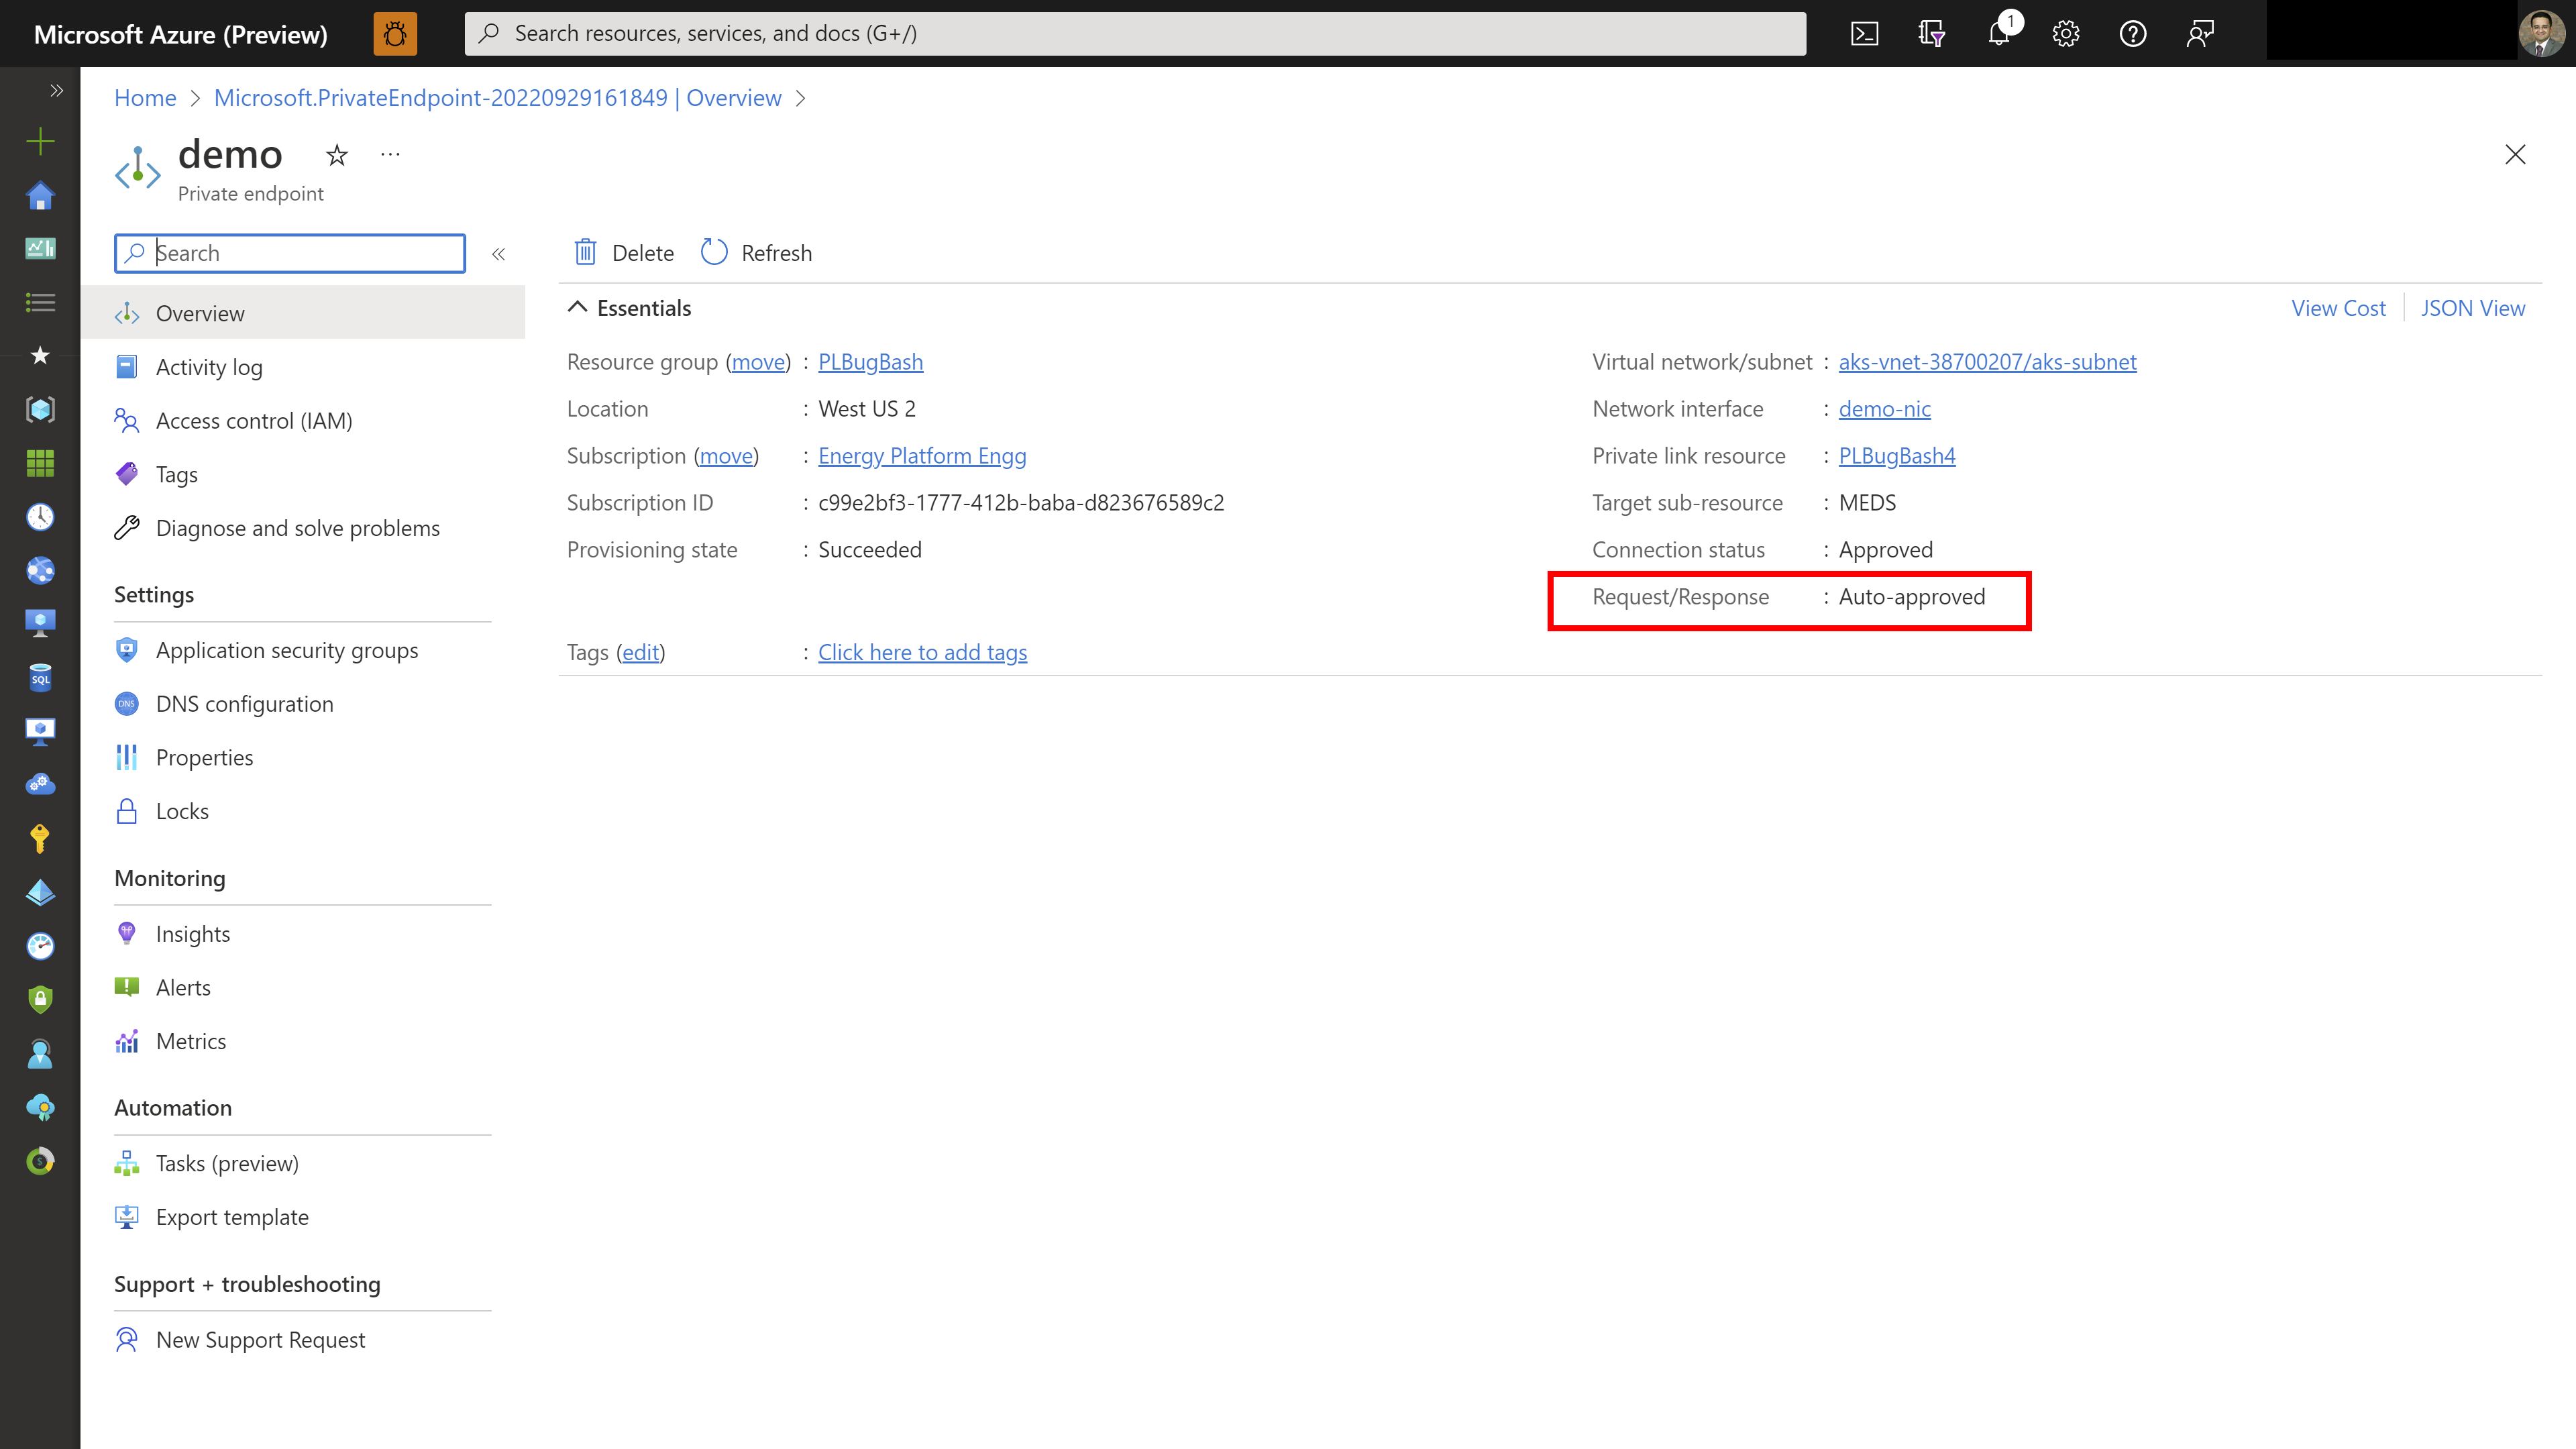 Microsoft Azure (Preview)
Search resources, services, and docs (G+/)
1
Home > Microsoft.PrivateEndpoint-20220929161849 | Overview >
demo
Private endpoint
Search
Delete
Refresh
Overview
Activity log
Access control (IAM)
Tags
Diagnose and solve problems
Settings
Application security groups
DNS configuration
Properties
Locks
Monitoring
Insights
Alerts
Metrics
Automation
Tasks (preview)
Export template
Support + troubleshooting
New Support Request
Essentials
View Cost
JSON View
Resource group (move) : PLBugBash
Location : West US 2
Subscription (move) : Energy Platform Engg
Subscription ID : c99e2bf3-1777-412b-baba-d823676589c2
Provisioning state : Succeeded
Virtual network/subnet : aks-vnet-38700207/aks-subnet
Network interface : demo-nic
Private link resource : PLBugBash4
Target sub-resource : MEDS
Connection status : Approved
Request/Response : Auto-approved
Tags (edit) : Click here to add tags
SQL
DNS